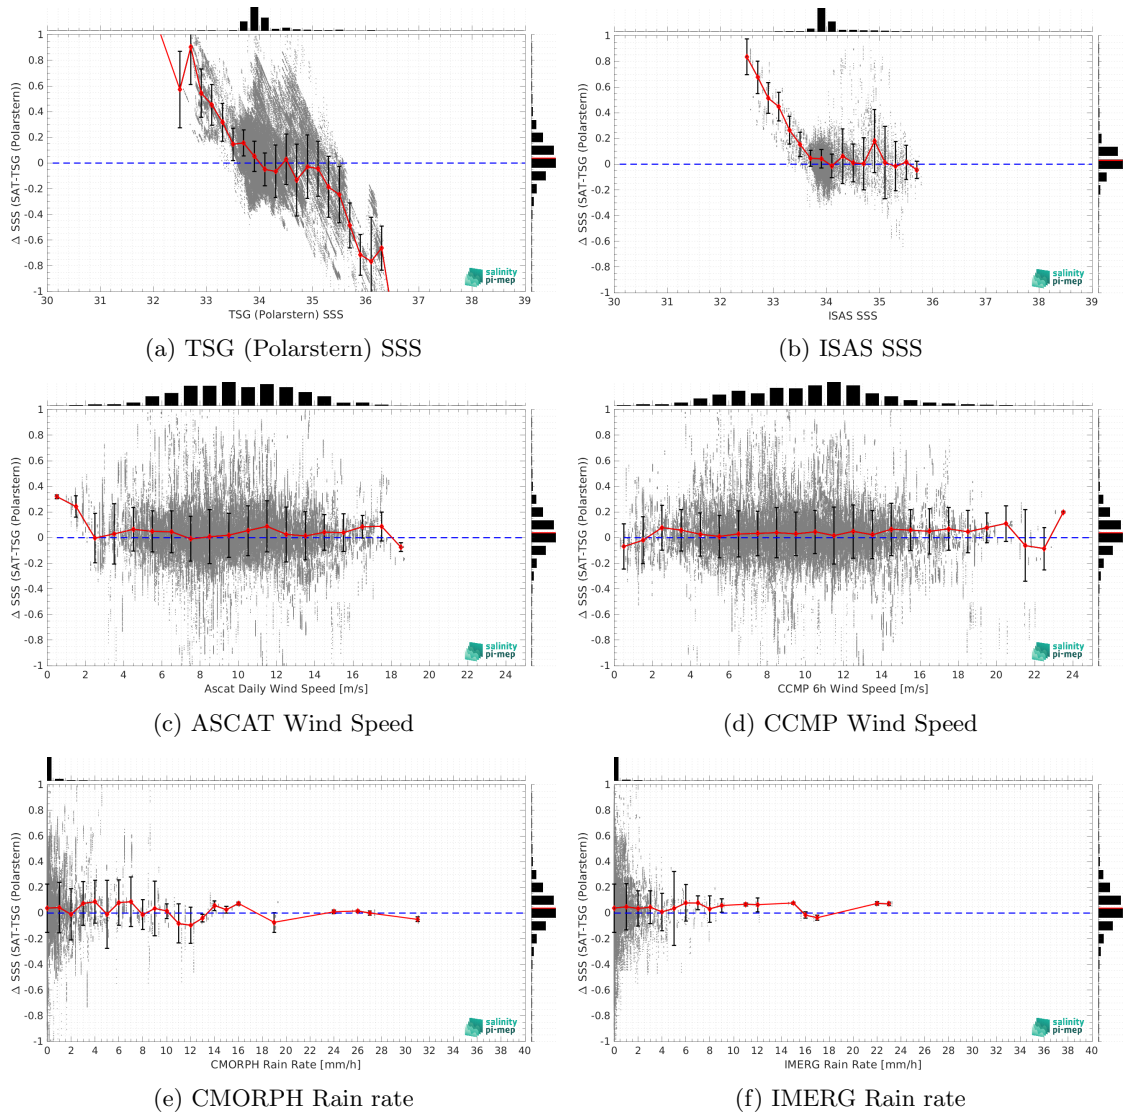 1
0.8
0.6
0.4
0.2
0
-0.2
-0.4
-0.6
-0.8
-1
Δ SSS (SAT-TSG (Polarstern))
30 31 32 33 34 35 36 37 38 39
TSG (Polarstern) SSS
salinity
pi-mep
(a) TSG (Polarstern) SSS
1
0.8
0.6
0.4
0.2
0
-0.2
-0.4
-0.6
-0.8
-1
Δ SSS (SAT-TSG (Polarstern))
30 31 32 33 34 35 36 37 38 39
ISAS SSS
salinity
pi-mep
(b) ISAS SSS
1
0.8
0.6
0.4
0.2
0
-0.2
-0.4
-0.6
-0.8
-1
Δ SSS (SAT-TSG (Polarstern))
0 2 4 6 8 10 12 14 16 18 20 22 24
Ascat Daily Wind Speed [m/s]
salinity
pi-mep
(c) ASCAT Wind Speed
1
0.8
0.6
0.4
0.2
0
-0.2
-0.4
-0.6
-0.8
-1
Δ SSS (SAT-TSG (Polarstern))
0 2 4 6 8 10 12 14 16 18 20 22 24
CCMP 6h Wind Speed [m/s]
salinity
pi-mep
(d) CCMP Wind Speed
1
0.8
0.6
0.4
0.2
0
-0.2
-0.4
-0.6
-0.8
-1
Δ SSS (SAT-TSG (Polarstern))
0 2 4 6 8 10 12 14 16 18 20 22 24 26 28 30 32 34 36 38 40
CMORPH Rain Rate [mm/h]
salinity
pi-mep
(e) CMORPH Rain rate
1
0.8
0.6
0.4
0.2
0
-0.2
-0.4
-0.6
-0.8
-1
Δ SSS (SAT-TSG (Polarstern))
0 2 4 6 8 10 12 14 16 18 20 22 24 26 28 30 32 34 36 38 40
IMERG Rain Rate [mm/h]
salinity
pi-mep
(f) IMERG Rain rate